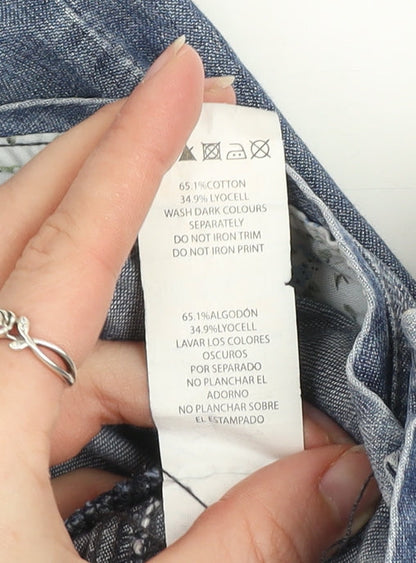 65.1%COTTON
34.9% LYOCELL
WASH DARK COLOURS
SEPARATELY
DO NOT IRON TRIM
DO NOT IRON PRINT
65.1%ALGODÓN
34.9%LYOCELL
LAVAR LOS COLORES
OSCUROS
POR SEPARADO
NO PLANCHAR EL
ADORNO
NO PLANCHAR SOBRE
EL ESTAMPADO